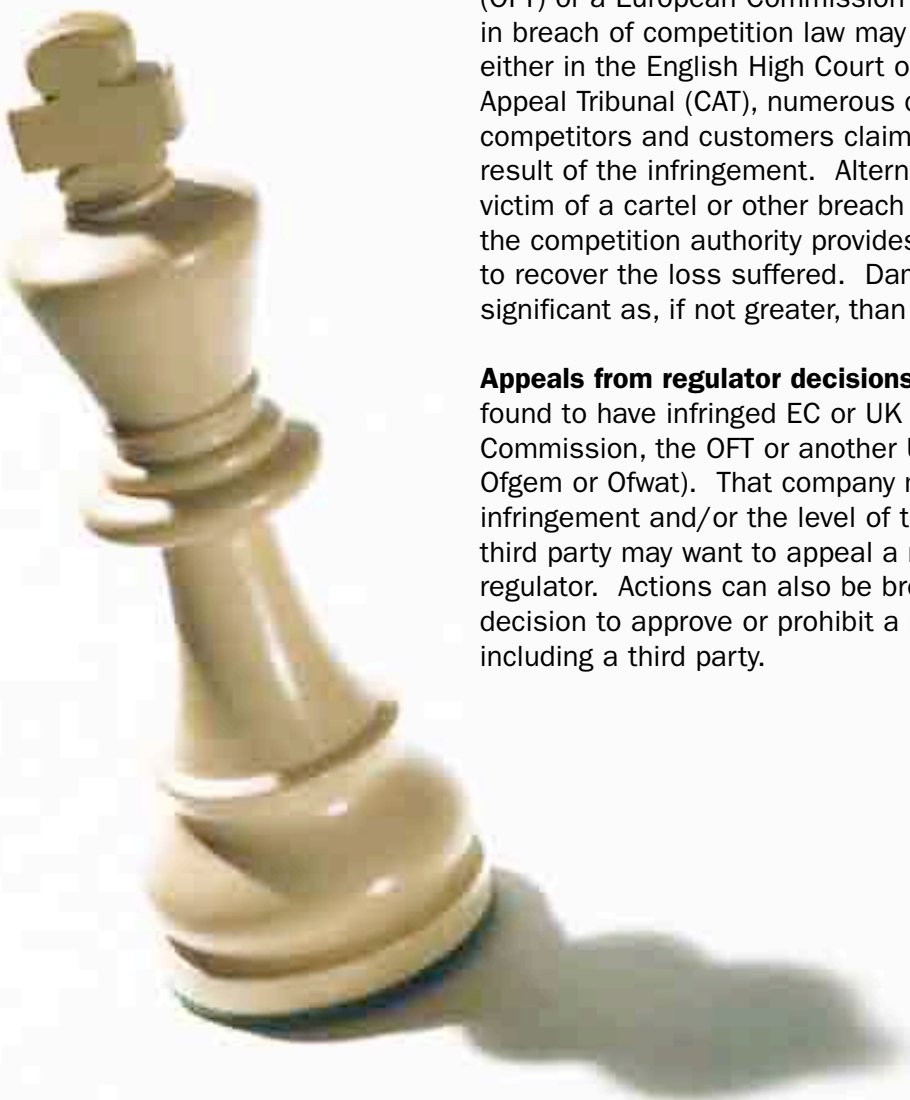 (OFT) or a European Commission
in breach of competition law may
either in the English High Court o
Appeal Tribunal (CAT), numerous
competitors and customers claim
result of the infringement.  Altern
victim of a cartel or other breach
the competition authority provides
to recover the loss suffered.  Dam
significant as, if not greater, than
Appeals from regulator decisions
found to have infringed EC or UK
Commission, the OFT or another
Ofgem or Ofwat).  That company
infringement and/or the level of t
third party may want to appeal a
regulator.  Actions can also be bro
decision to approve or prohibit a
including a third party.